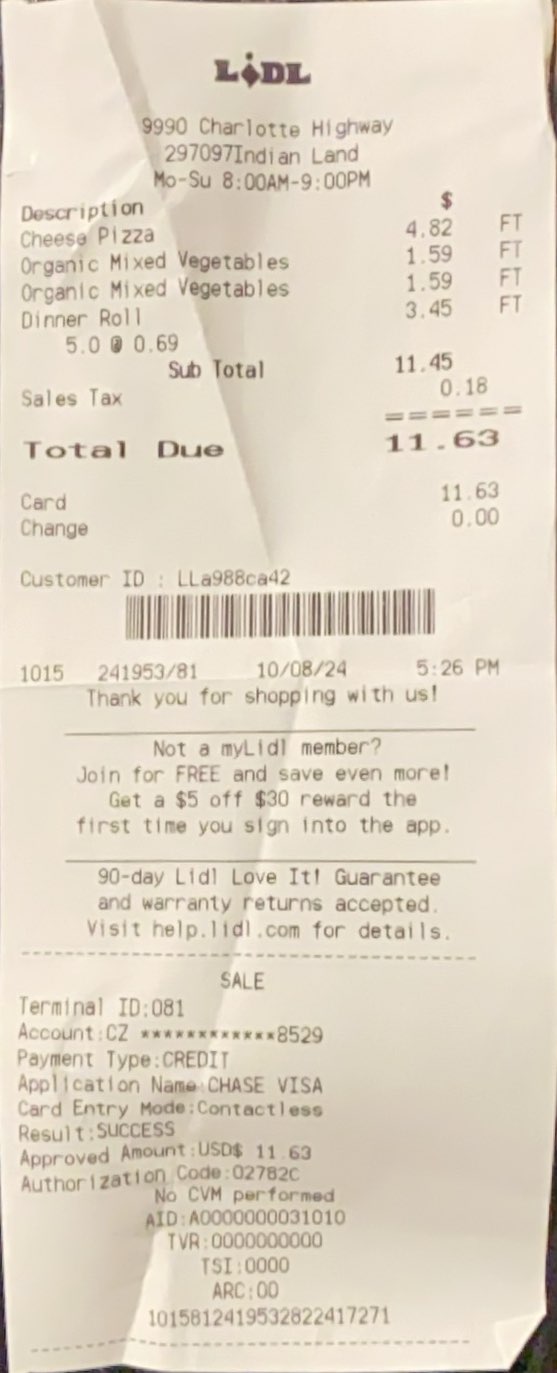 LiDL
9990 Charlotte Highway
297097Indian Land
Mo-Su 8:00AM-9:00PM
Description $
Cheese Pizza 4.82 FT
Organic Mixed Vegetables 1.59 FT
Organic Mixed Vegetables 1.59 FT
Dinner Roll 3.45 FT
5.0 @ 0.69
Sub Total 11.45
Sales Tax 0.18
======
Total Due 11.63
Card 11.63
Change 0.00
Customer ID : LLa988ca42
1015 241953/81 10/08/24 5:26 PM
Thank you for shopping with us!
Not a myLidl member?
Join for FREE and save even more!
Get a $5 off $30 reward the
first time you sign into the app.
90-day Lidl Love It! Guarantee
and warranty returns accepted.
Visit help.lidl.com for details.
SALE
Terminal ID:081
Account:CZ ************8529
Payment Type:CREDIT
Application Name:CHASE VISA
Card Entry Mode:Contactless
Result:SUCCESS
Approved Amount:USD$ 11.63
Authorization Code:02782C
No CVM performed
AID:A0000000031010
TVR:0000000000
TSI:0000
ARC:00
1015812419532822417271